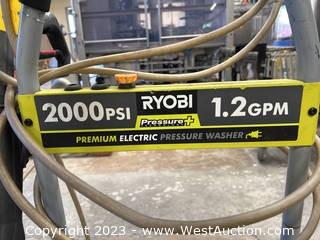 2000PSI RYOBI 1.2GPM
Pressure+
PREMIUM ELECTRIC PRESSURE WASHER
Copyright 2023 - www.WestAuction.com